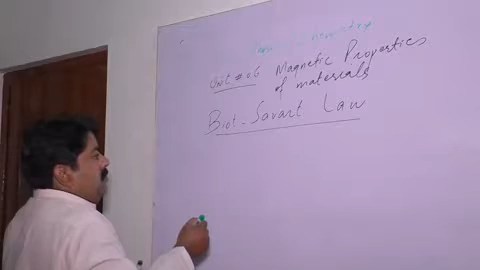 Unit # 06 Magnetic Properties
of materials
Biot-Savart Law